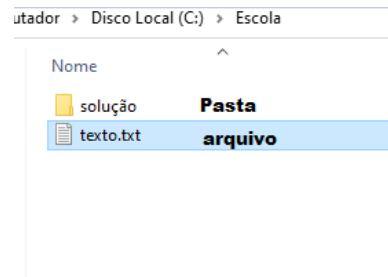 utador > Disco Local (C:) > Escola
Nome
solução Pasta
texto.txt arquivo